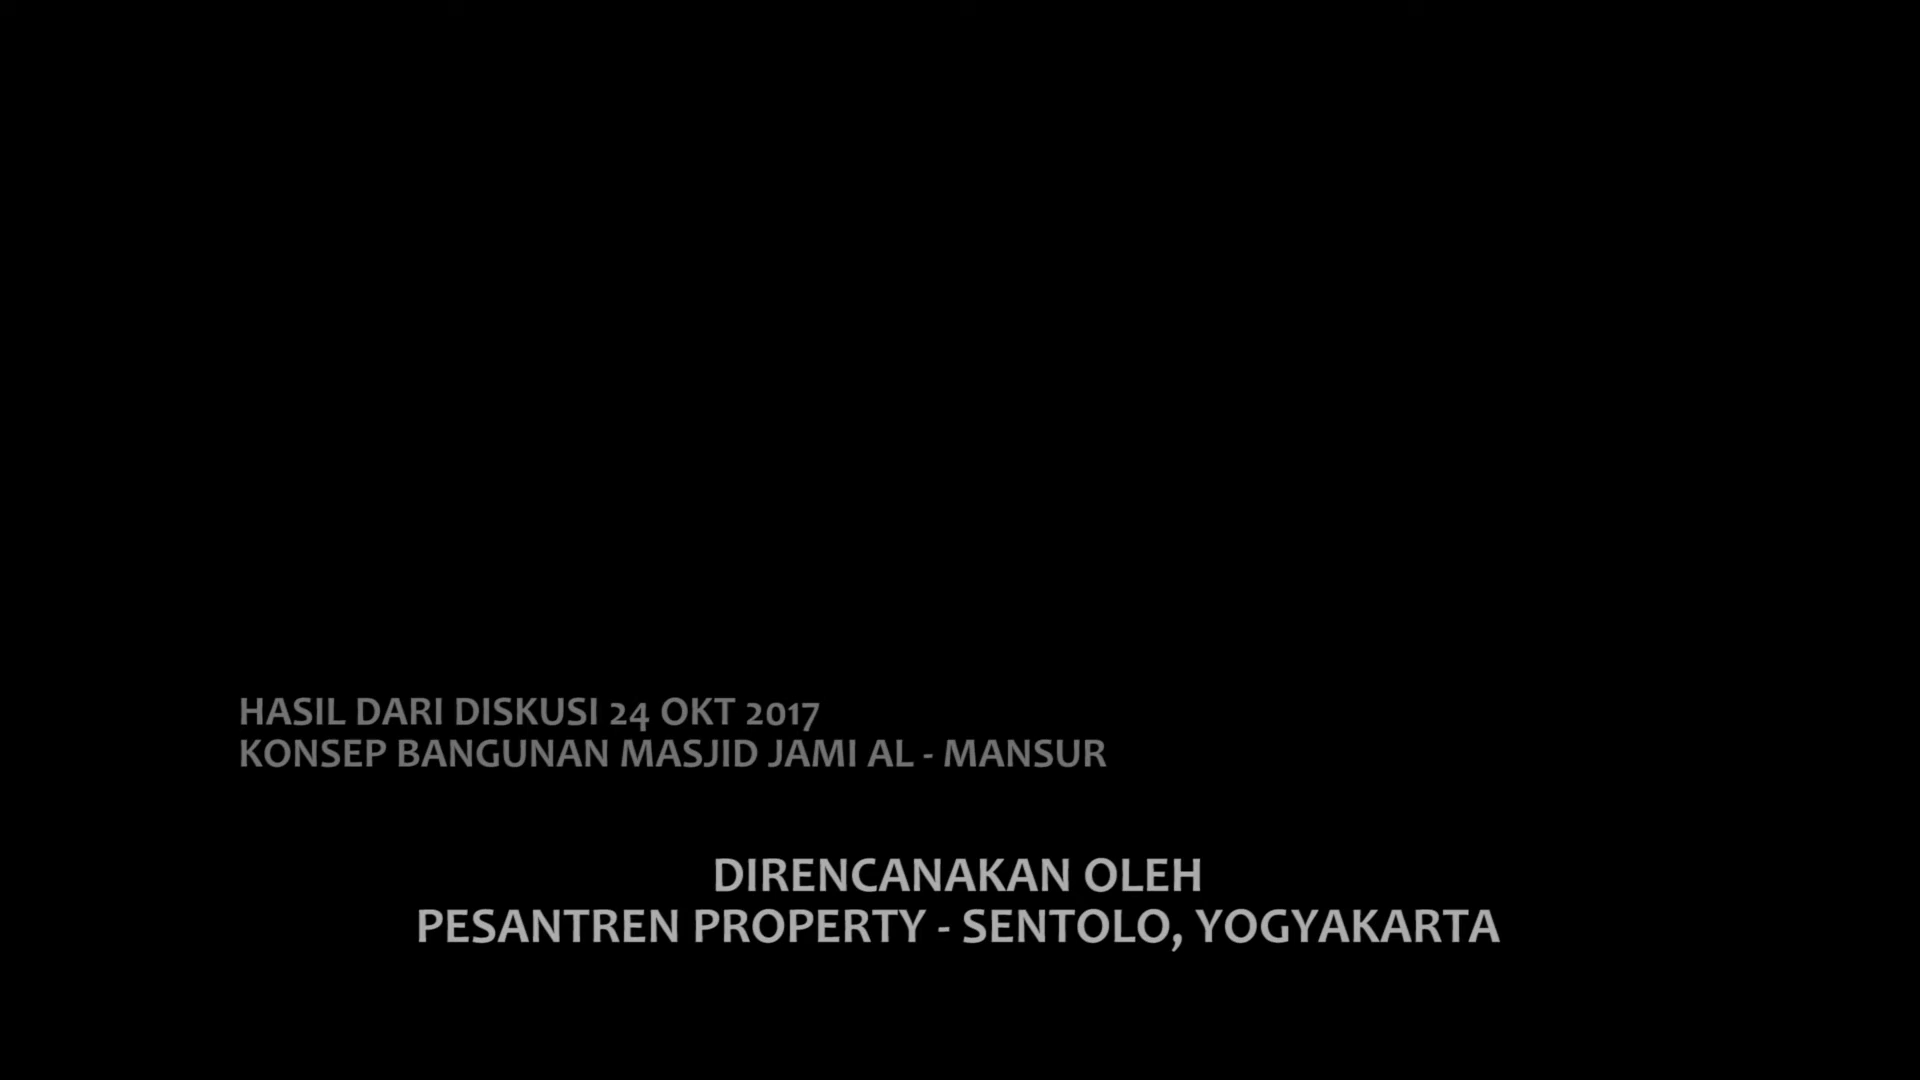 HASIL DARI DISKUSI 24 OKT 2017
KONSEP BANGUNAN MASJID JAMI AL - MANSUR
DIRENCANAKAN OLEH
PESANTREN PROPERTY - SENTOLO, YOGYAKARTA